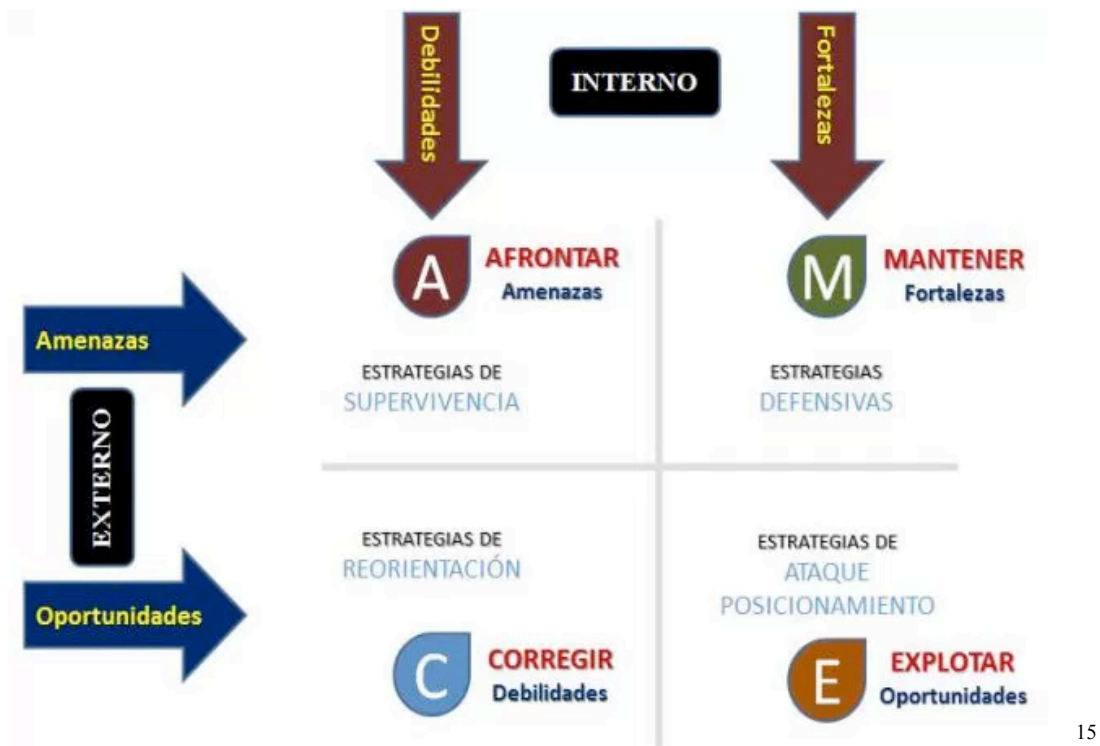 Debilidades
INTERNO
Fortalezas
A
AFRONTAR
Amenazas
M
MANTENER
Fortalezas
Amenazas
ESTRATEGIAS DE
SUPERVIVENCIA
ESTRATEGIAS
DEFENSIVAS
EXTERNO
ESTRATEGIAS DE
REORIENTACIÓN
ESTRATEGIAS DE
ATAQUE
POSICIONAMIENTO
Oportunidades
C
CORREGIR
Debilidades
E
EXPLOTAR
Oportunidades
15